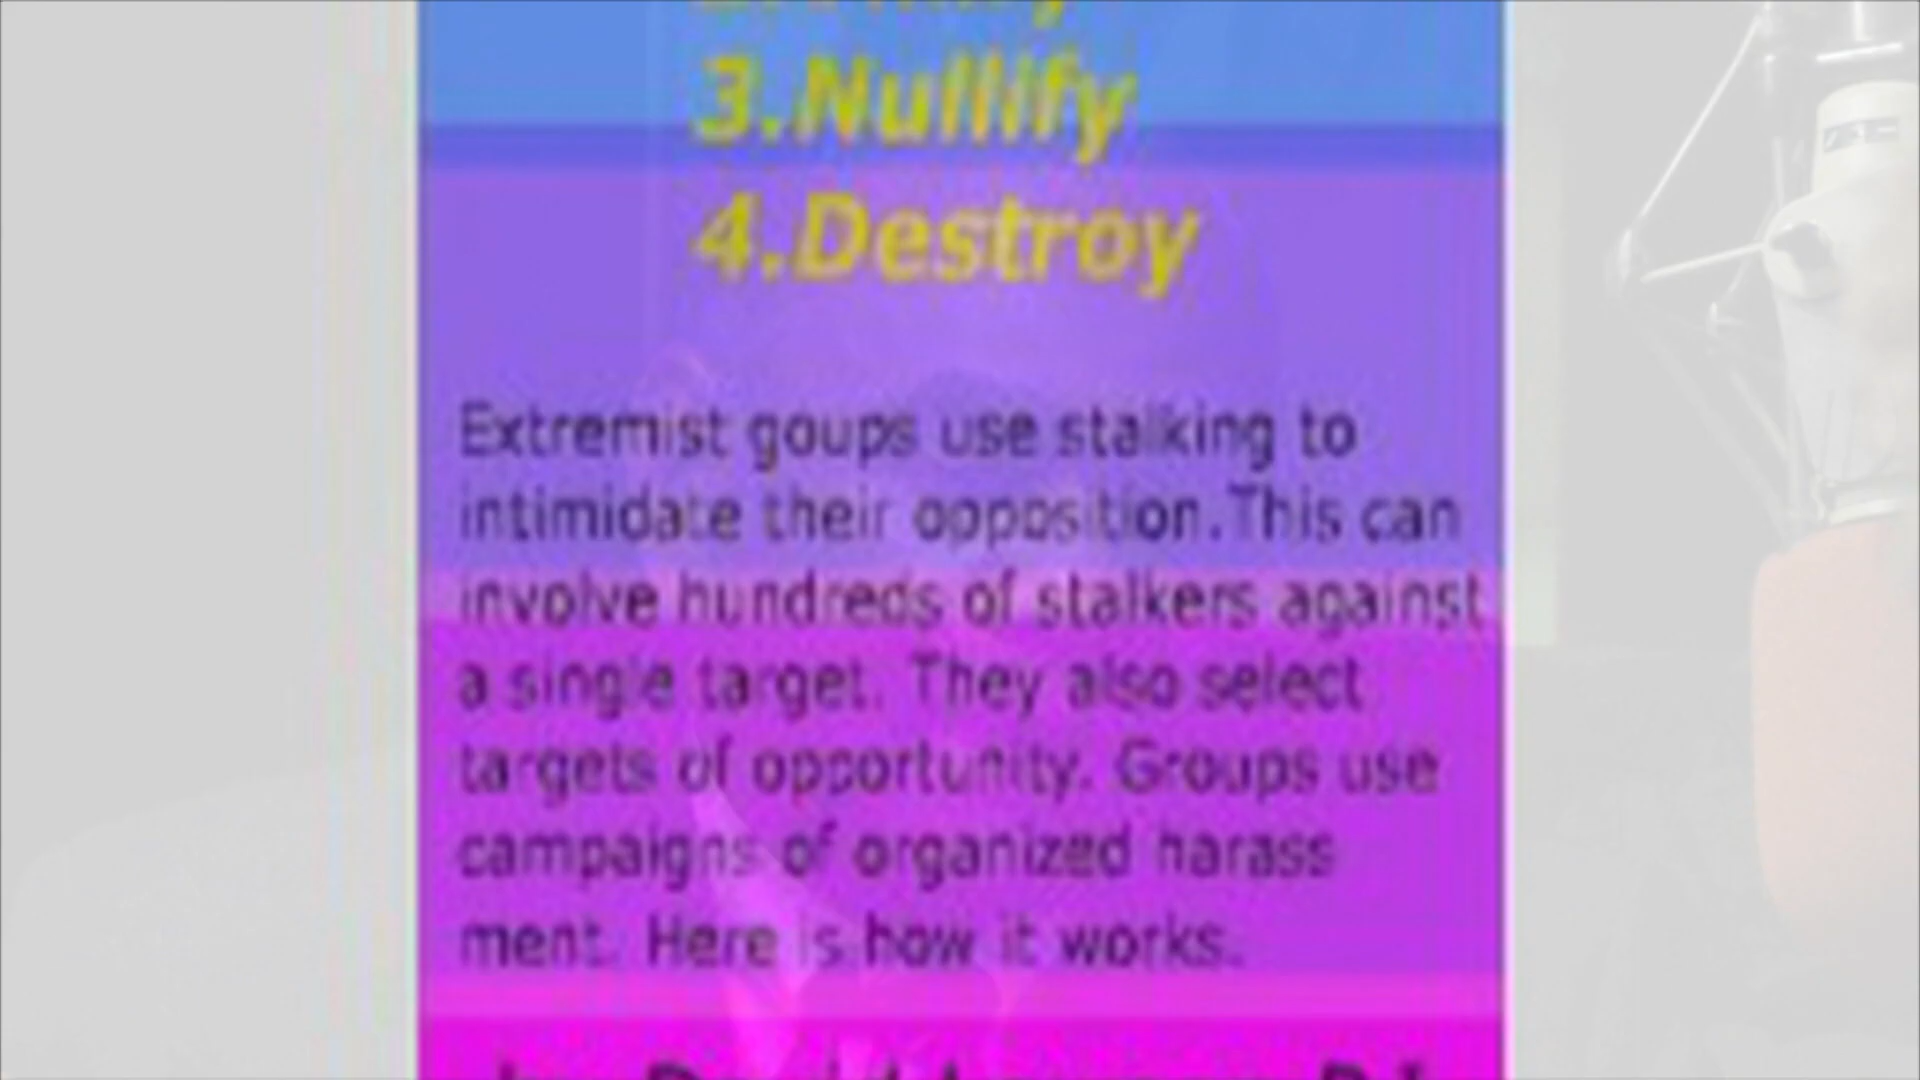 3.Nullify
4.Destroy
Extremist goups use stalking to
intimidate their opposition.This can
involve hundreds of stalkers against
a single target. They also select
targets of opportunity. Groups use
campaigns of organized harass
ment. Here is how it works.